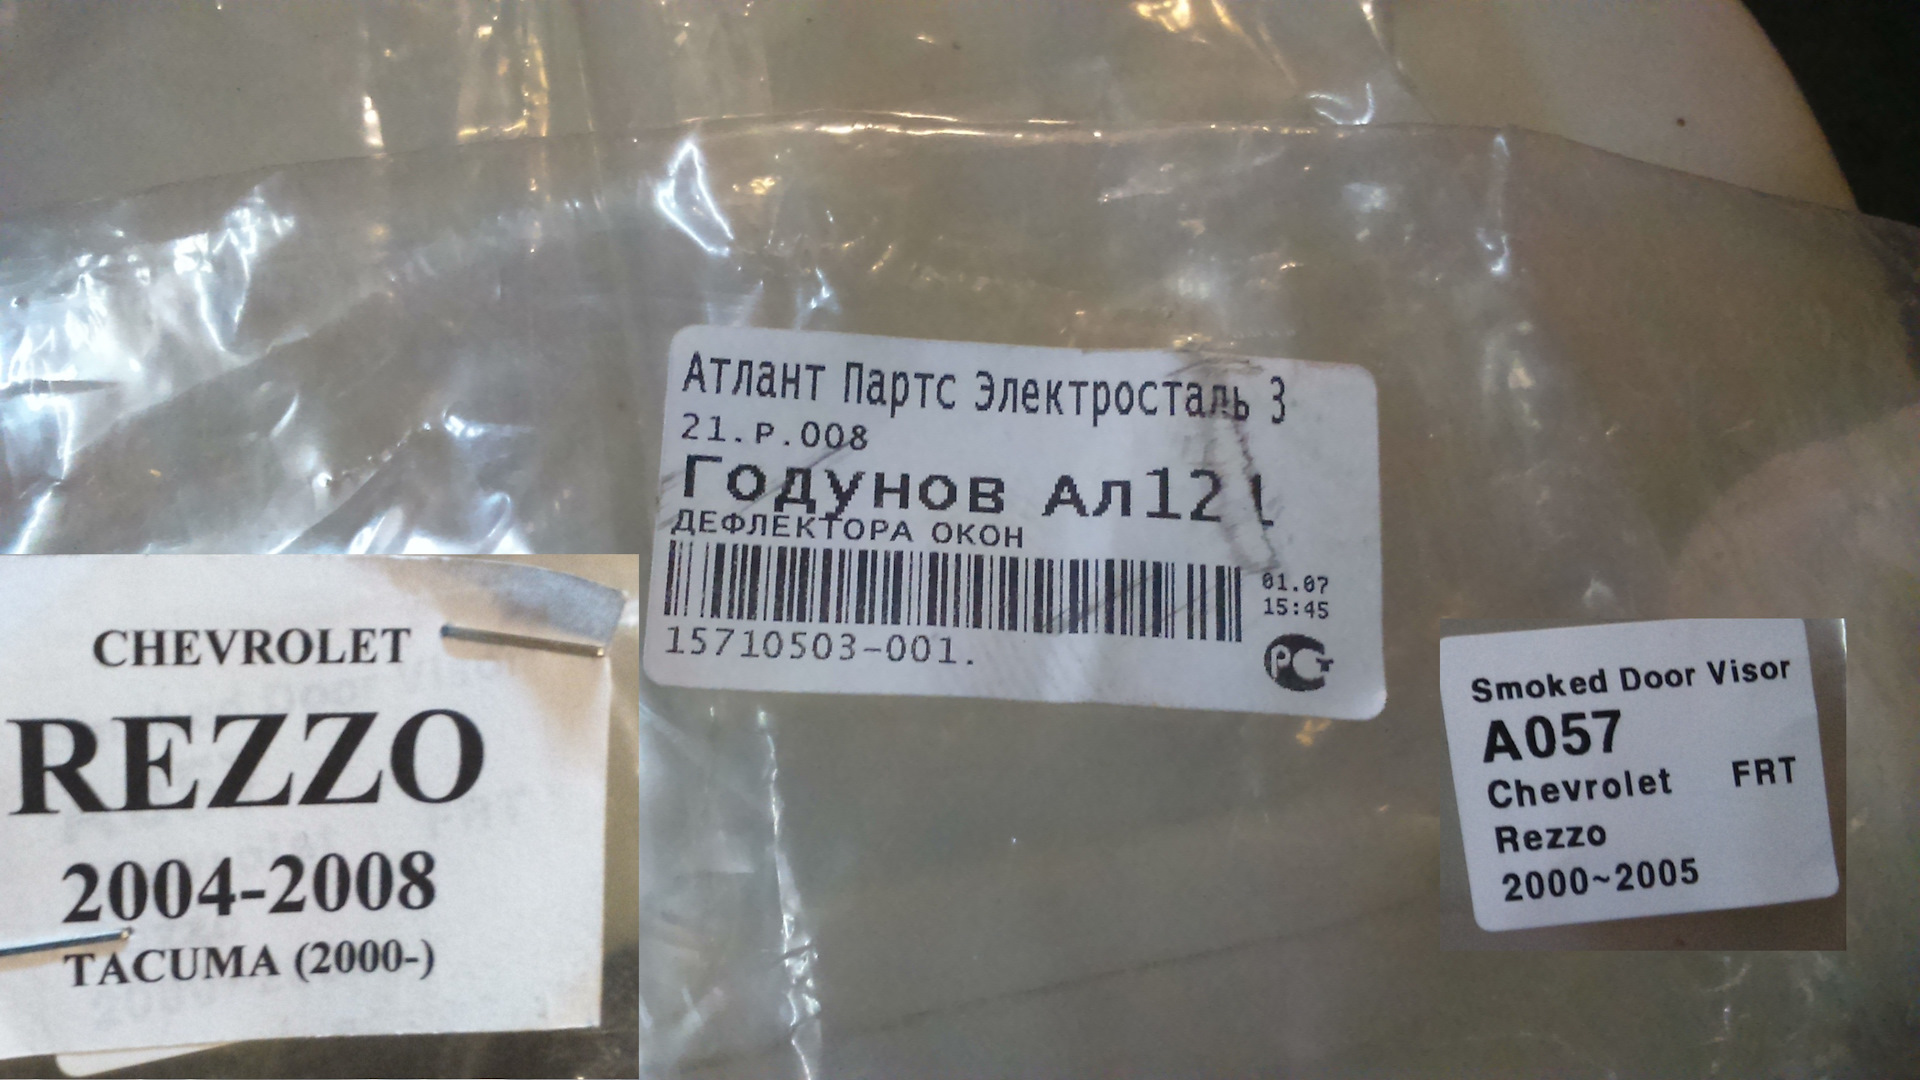 Атлант Партс Электросталь 3
21.Р.008
Годунов Ал12 L
ДЕФЛЕКТОРА ОКОН
01.07
15:45
15710503-001.
РСТ
CHEVROLET
REZZO
2004-2008
TACUMA (2000-)
Smoked Door Visor
A057
Chevrolet FRT
Rezzo
2000~2005